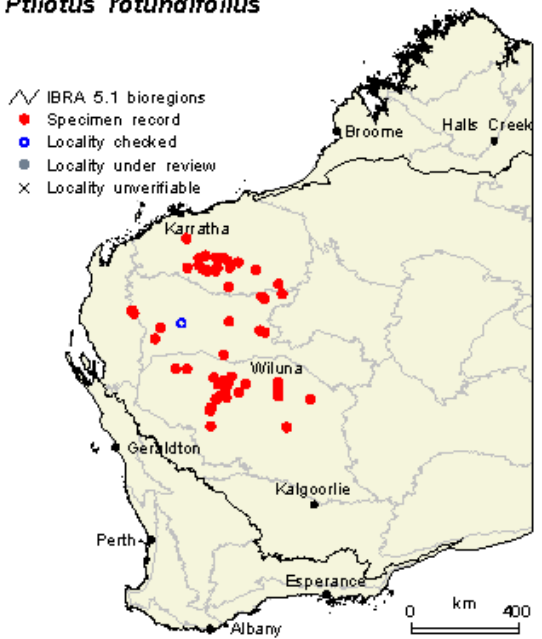 Ptilotus rotundifolius
IBRA 5.1 bioregions
Specimen record
Locality checked
Locality under review
Locality unverifiable
Broome
Halls Creek
Karratha
Wiluna
Geraldton
Kalgoorlie
Perth
Esperance
Albany
0 km 400